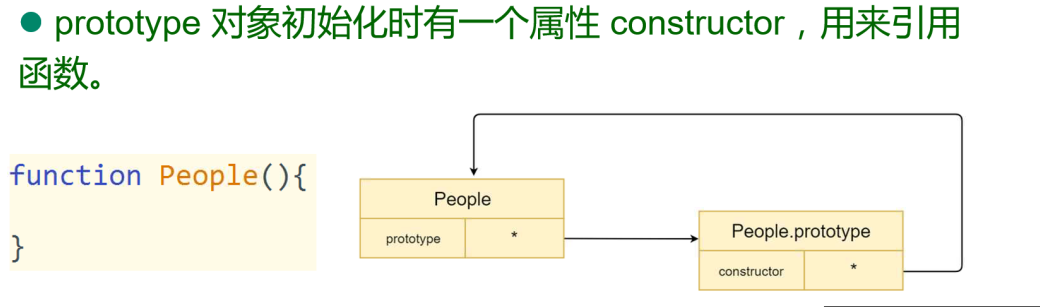 ● prototype 对象初始化时有一个属性 constructor，用来引用
函数。
function People(){
}
People
prototype *
People.prototype
constructor *